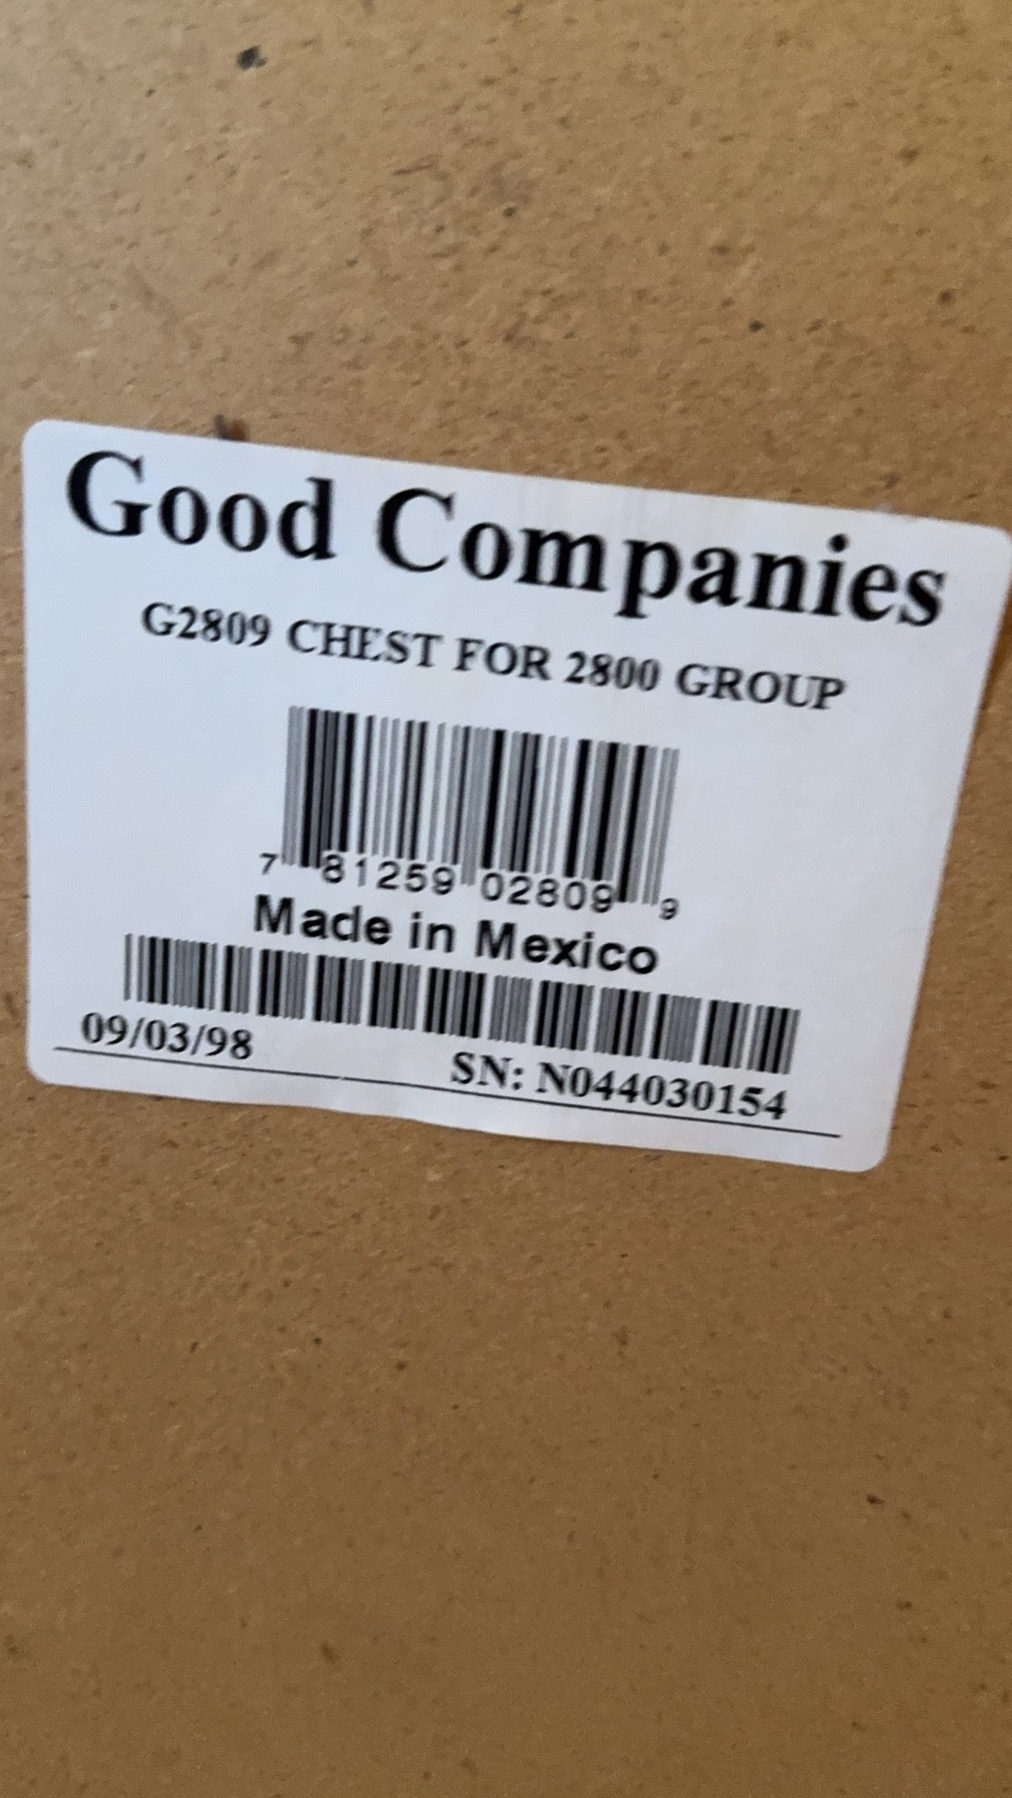 Good Companies
G2809 CHEST FOR 2800 GROUP
7 81259 02809 9
Made in Mexico
09/03/98 SN: N044030154